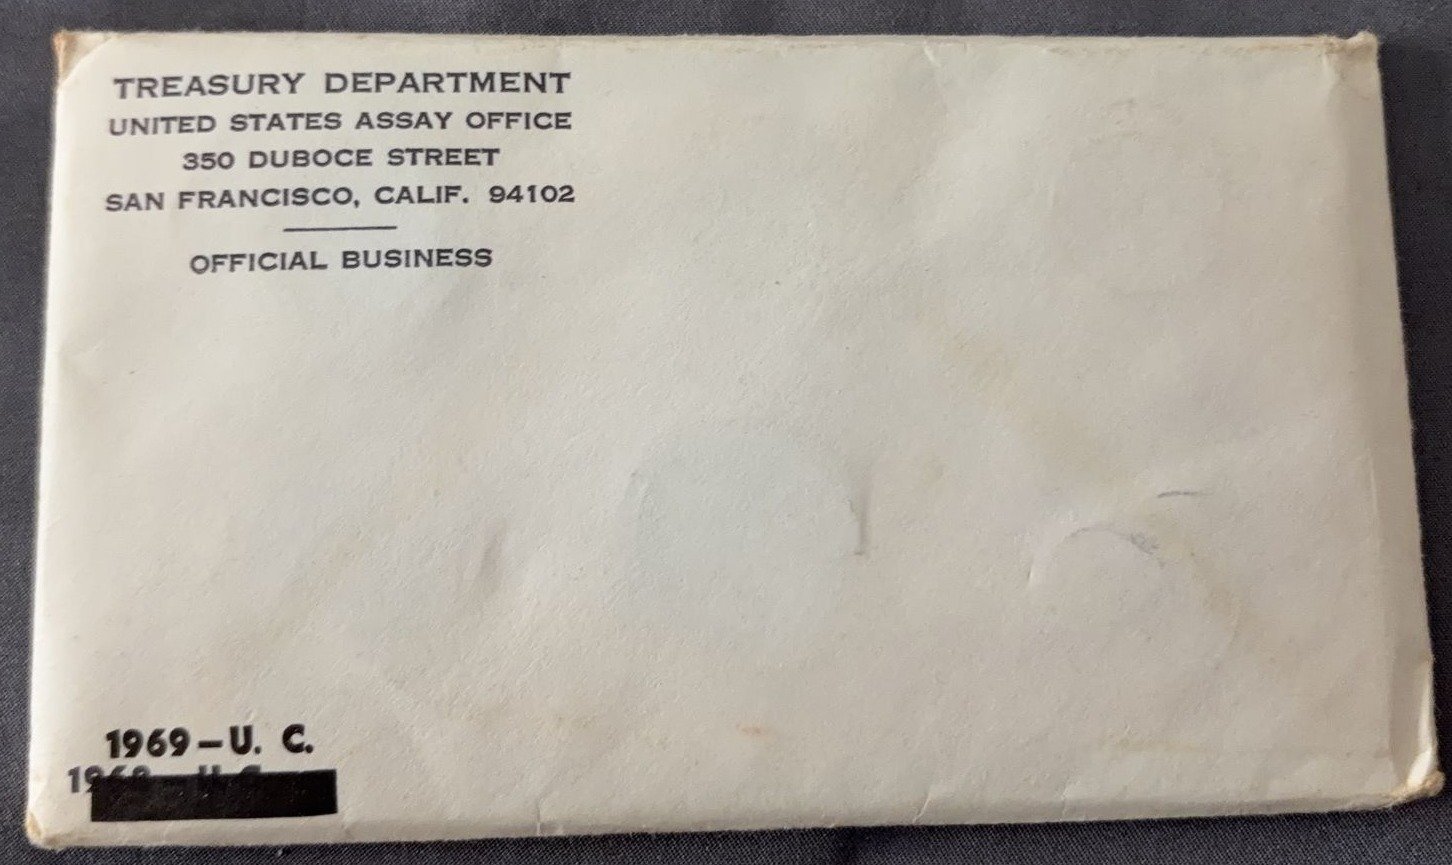 TREASURY DEPARTMENT
UNITED STATES ASSAY OFFICE
350 DUBOCE STREET
SAN FRANCISCO, CALIF. 94102
OFFICIAL BUSINESS
1969 – U. C.